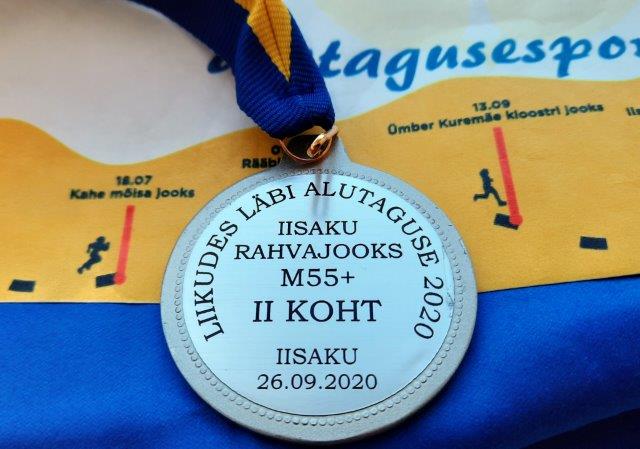 tagusespor
13.09
Ümber Kuremäe kloostri jooks
18.07
Kahe mõisa jooks
LIIKUDES LÄBI ALUTAGUSE 2020
IISAKU
RAHVAJOOKS
M55+
II KOHT
IISAKU
26.09.2020